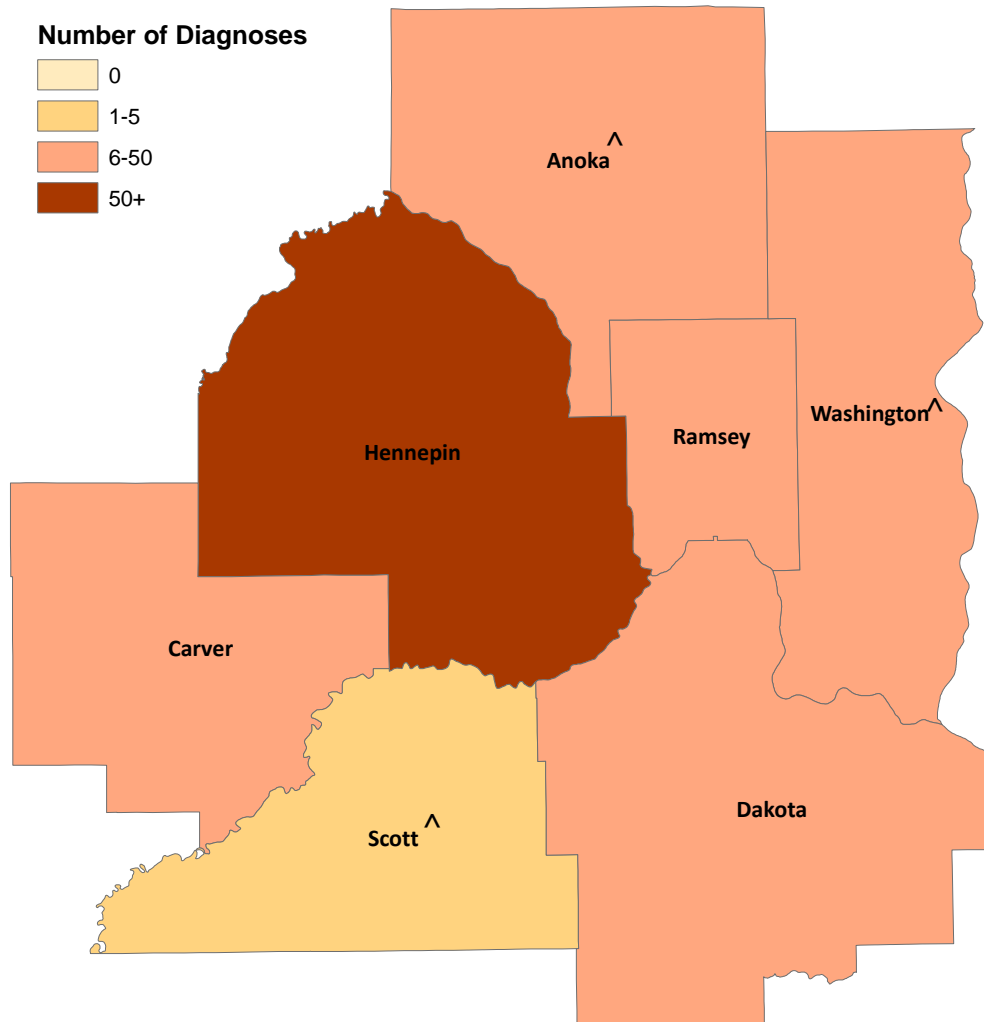 Number of Diagnoses
0
1-5
6-50
50+
Anoka^
Hennepin
Ramsey
Washington^
Carver
Scott ^
Dakota